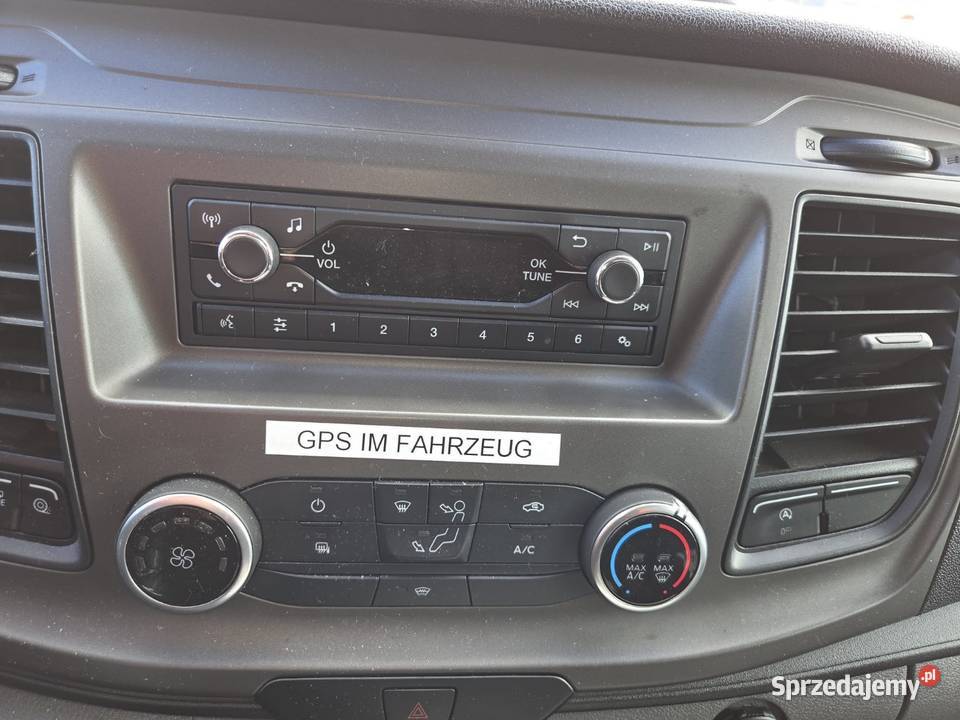 VOL
OK
TUNE
1 2 3 4 5 6
GPS IM FAHRZEUG
A/C
MAX A/C
MAX
A
Sprzedajemy.pl